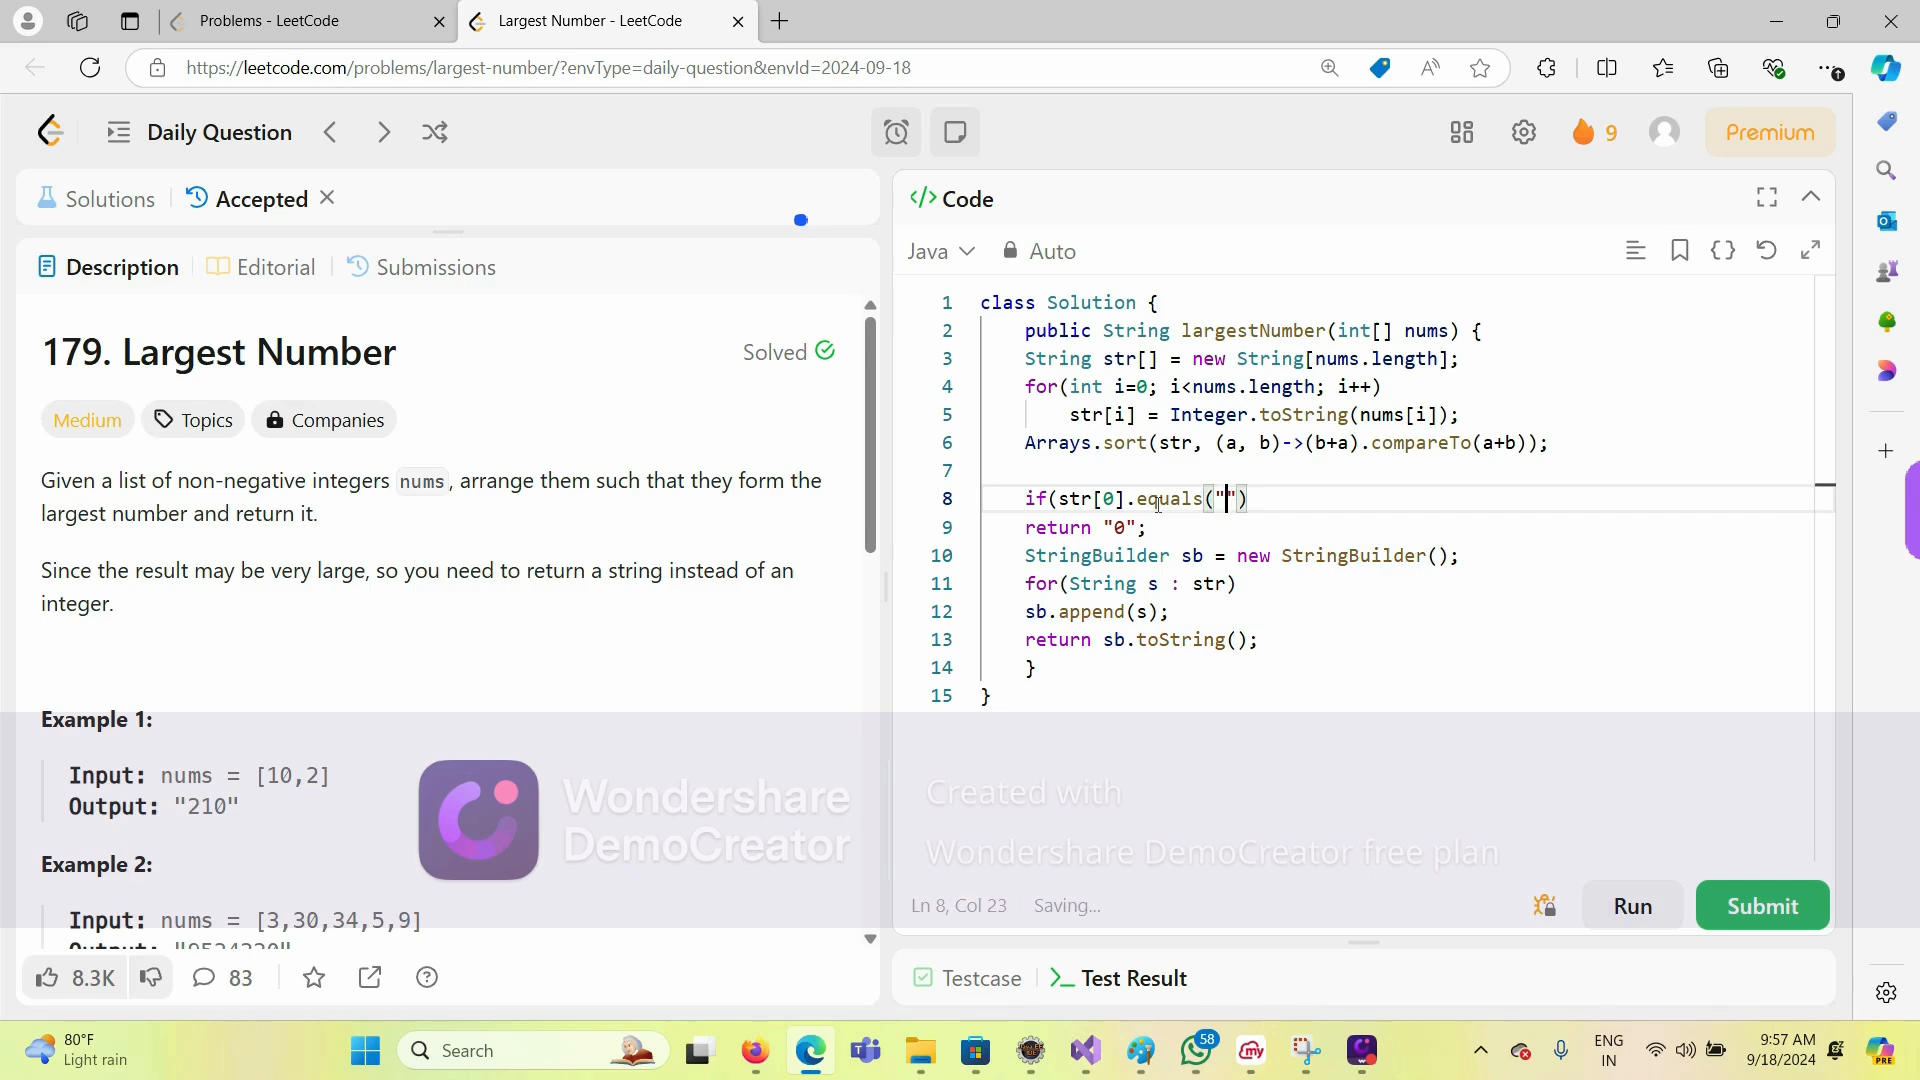 Problems - LeetCode
Largest Number - LeetCode
https://leetcode.com/problems/largest-number/?envType=daily-question&envId=2024-09-18
Daily Question
9
Premium
Solutions
Accepted
Description
Editorial
Submissions
179. Largest Number
Solved
Medium
Topics
Companies
Given a list of non-negative integers nums, arrange them such that they form the
largest number and return it.
Since the result may be very large, so you need to return a string instead of an
integer.
Example 1:
Input: nums = [10,2]
Output: "210"
Example 2:
Input: nums = [3,30,34,5,9]
Output: "9534330"
8.3K
83
</> Code
Java
Auto
1 class Solution {
2 public String largestNumber(int[] nums) {
3 String str[] = new String[nums.length];
4 for(int i=0; i<nums.length; i++)
5 str[i] = Integer.toString(nums[i]);
6 Arrays.sort(str, (a, b)->(b+a).compareTo(a+b));
7
8 if(str[0].equals("")
9 return "0";
10 StringBuilder sb = new StringBuilder();
11 for(String s : str)
12 sb.append(s);
13 return sb.toString();
14 }
15 }
Wondershare
DemoCreator
Created with
Wondershare DemoCreator free plan
Ln 8, Col 23
Saving...
Run
Submit
Testcase
Test Result
80°F
Light rain
Search
58
my
ENG
IN
9:57 AM
9/18/2024
PRE